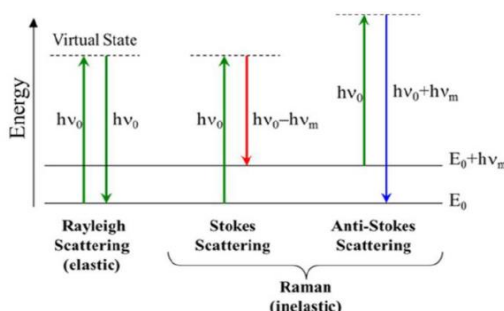 Virtual State
Energy
hν₀
hν₀
hν₀
hν₀–hνₘ
hν₀
hν₀+hνₘ
E₀+hνₘ
E₀
Rayleigh
Scattering
(elastic)
Stokes
Scattering
Anti-Stokes
Scattering
Raman
(inelastic)